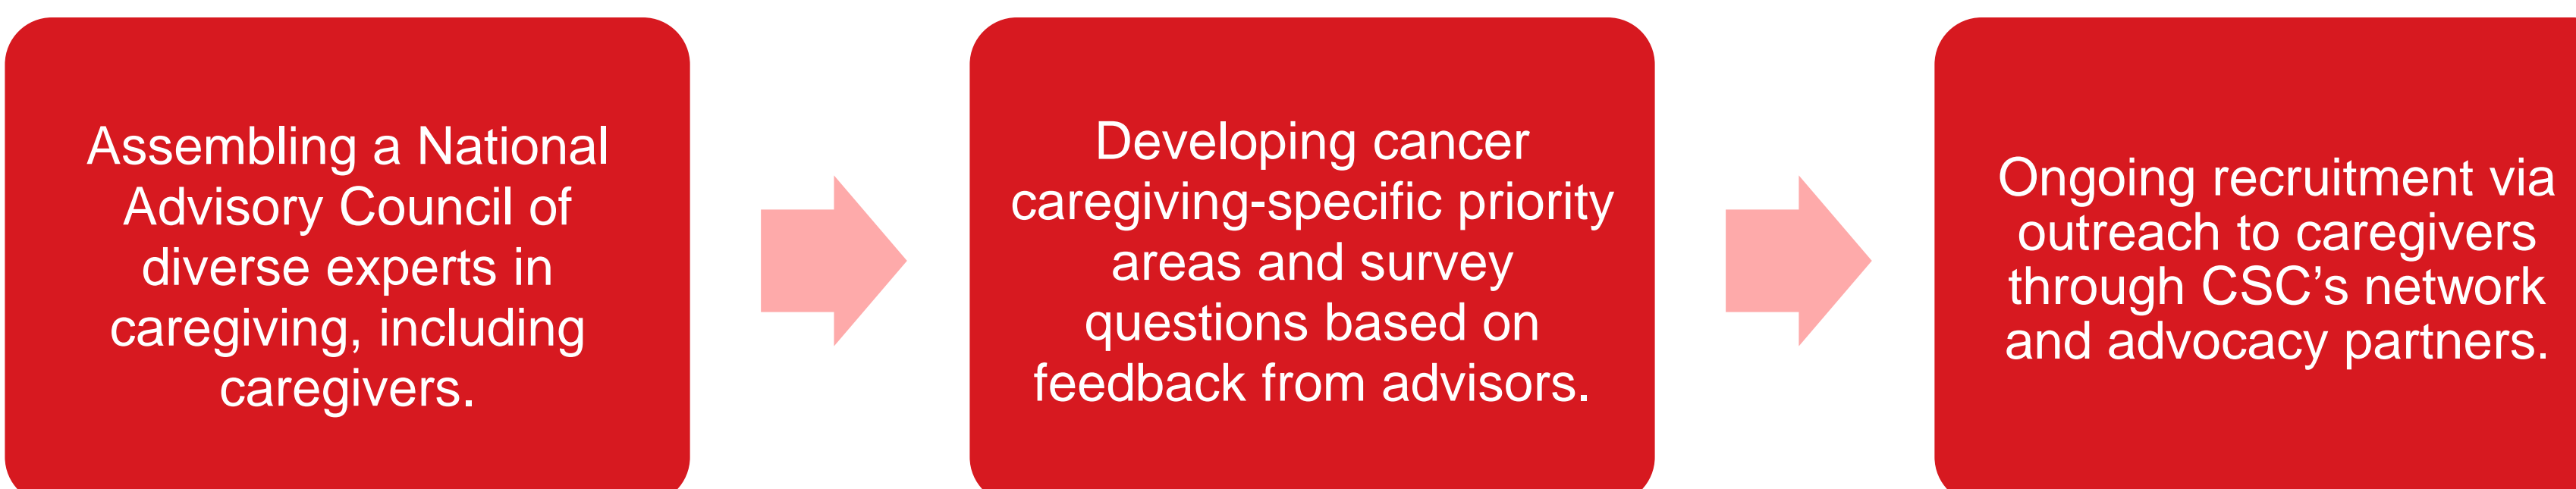 Assembling a National
Advisory Council of
diverse experts in
caregiving, including
caregivers.
Developing cancer
caregiving-specific priority
areas and survey
questions based on
feedback from advisors.
Ongoing recruitment via
outreach to caregivers
through CSC’s network
and advocacy partners.